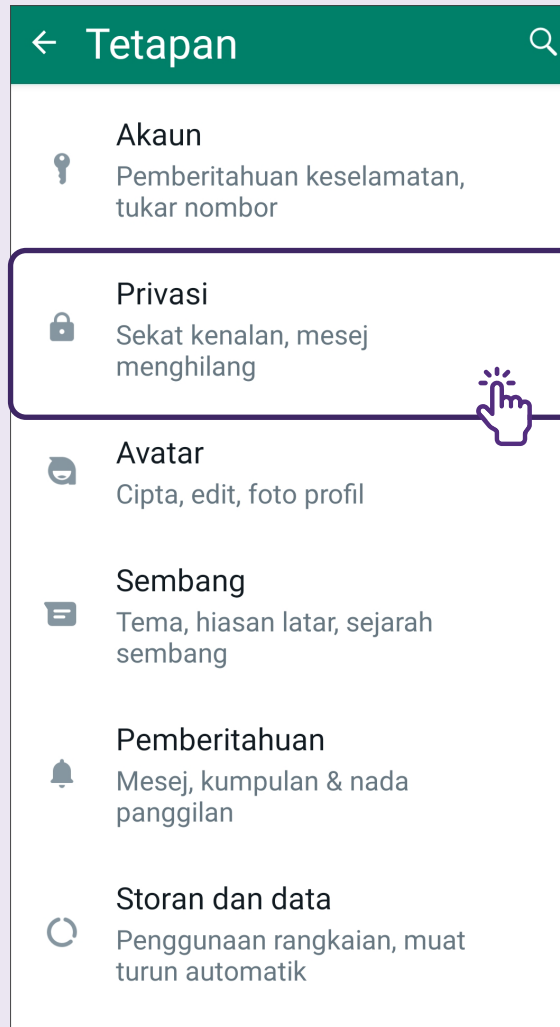 Tetapan
Akaun
Pemberitahuan keselamatan,
tukar nombor
Privasi
Sekat kenalan, mesej
menghilang
Avatar
Cipta, edit, foto profil
Sembang
Tema, hiasan latar, sejarah
sembang
Pemberitahuan
Mesej, kumpulan & nada
panggilan
Storan dan data
Penggunaan rangkaian, muat
turun automatik